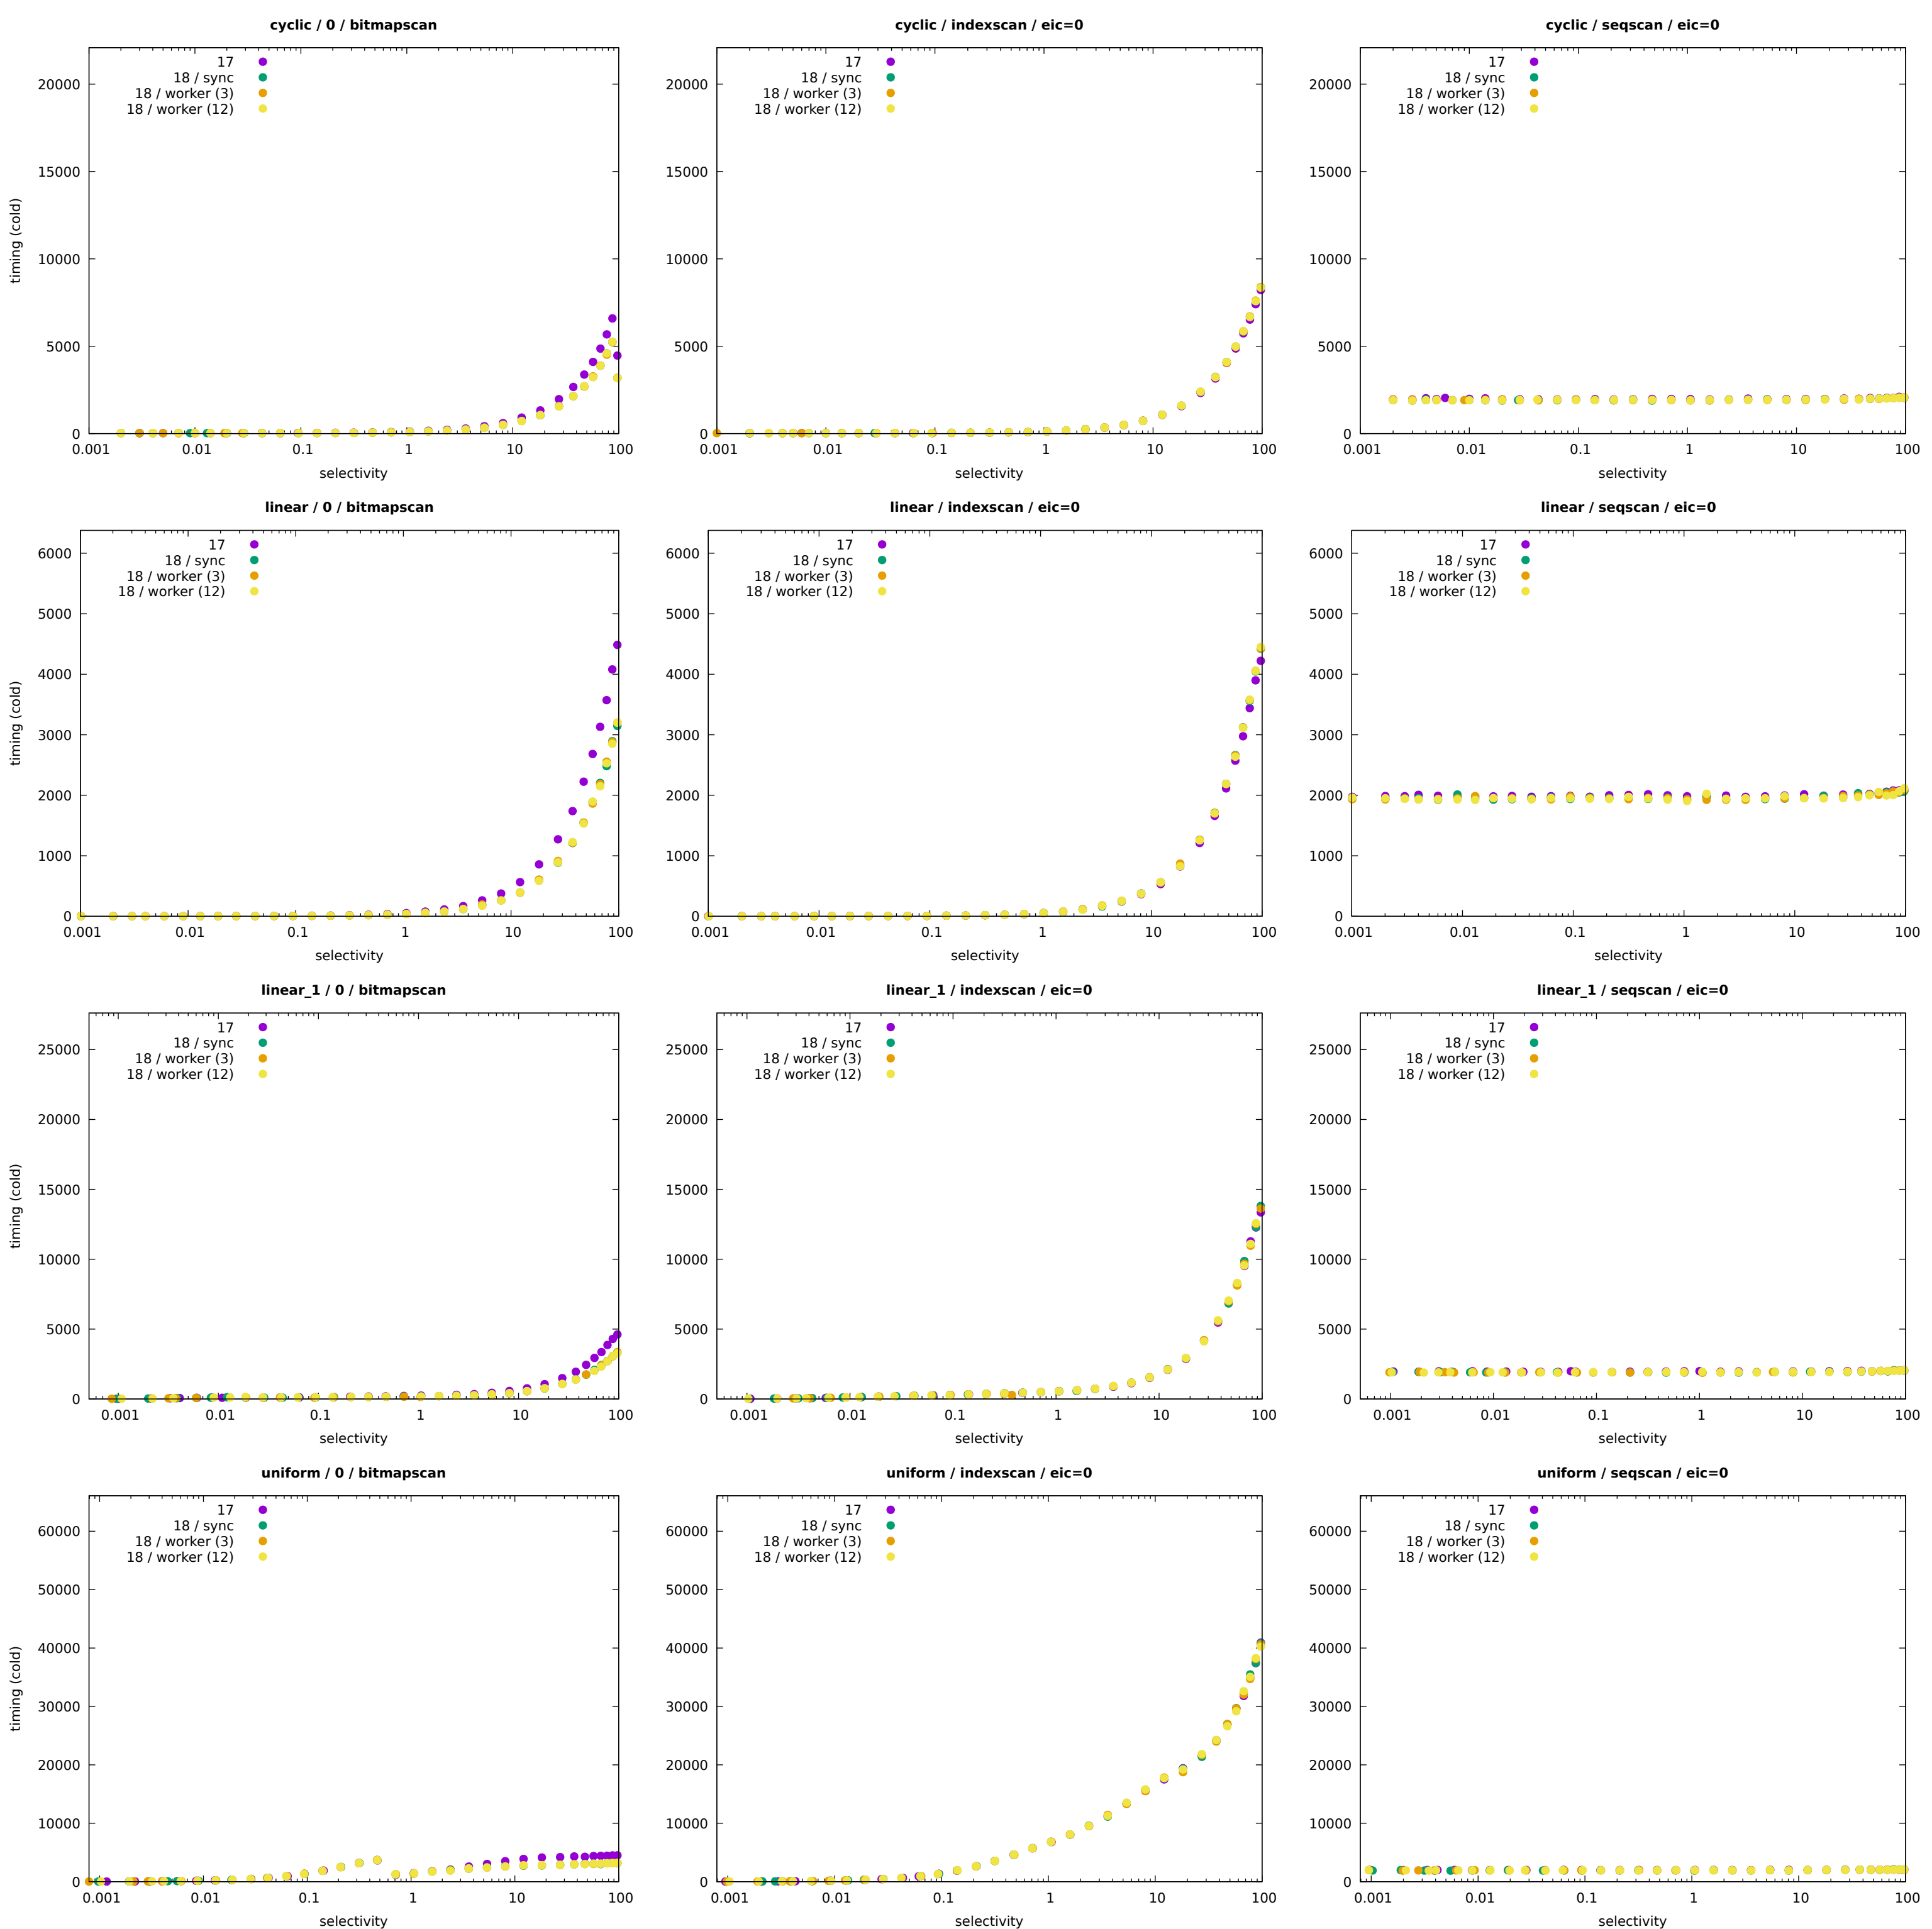 cyclic / 0 / bitmapscan
17
18 / sync
18 / worker (3)
18 / worker (12)
20000
15000
10000
5000
0
timing (cold)
0.001 0.01 0.1 1 10 100
selectivity
cyclic / indexscan / eic=0
17
18 / sync
18 / worker (3)
18 / worker (12)
20000
15000
10000
5000
0
0.001 0.01 0.1 1 10 100
selectivity
cyclic / seqscan / eic=0
17
18 / sync
18 / worker (3)
18 / worker (12)
20000
15000
10000
5000
0
0.001 0.01 0.1 1 10 100
selectivity
linear / 0 / bitmapscan
17
18 / sync
18 / worker (3)
18 / worker (12)
6000
5000
4000
3000
2000
1000
0
timing (cold)
0.001 0.01 0.1 1 10 100
selectivity
linear / indexscan / eic=0
17
18 / sync
18 / worker (3)
18 / worker (12)
6000
5000
4000
3000
2000
1000
0
0.001 0.01 0.1 1 10 100
selectivity
linear / seqscan / eic=0
17
18 / sync
18 / worker (3)
18 / worker (12)
6000
5000
4000
3000
2000
1000
0
0.001 0.01 0.1 1 10 100
selectivity
linear_1 / 0 / bitmapscan
17
18 / sync
18 / worker (3)
18 / worker (12)
25000
20000
15000
10000
5000
0
timing (cold)
0.001 0.01 0.1 1 10 100
selectivity
linear_1 / indexscan / eic=0
17
18 / sync
18 / worker (3)
18 / worker (12)
25000
20000
15000
10000
5000
0
0.001 0.01 0.1 1 10 100
selectivity
linear_1 / seqscan / eic=0
17
18 / sync
18 / worker (3)
18 / worker (12)
25000
20000
15000
10000
5000
0
0.001 0.01 0.1 1 10 100
selectivity
uniform / 0 / bitmapscan
17
18 / sync
18 / worker (3)
18 / worker (12)
60000
50000
40000
30000
20000
10000
0
timing (cold)
0.001 0.01 0.1 1 10 100
selectivity
uniform / indexscan / eic=0
17
18 / sync
18 / worker (3)
18 / worker (12)
60000
50000
40000
30000
20000
10000
0
0.001 0.01 0.1 1 10 100
selectivity
uniform / seqscan / eic=0
17
18 / sync
18 / worker (3)
18 / worker (12)
60000
50000
40000
30000
20000
10000
0
0.001 0.01 0.1 1 10 100
selectivity